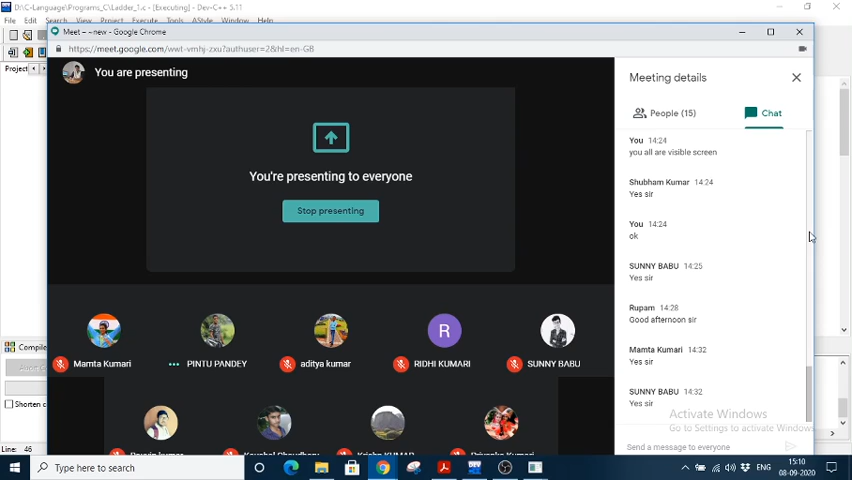 D:\C-Language\Programs_C\Ladder_1.c - [Executing] - Dev-C++ 5.11
File Edit Search View Project Execute Tools AStyle Window Help
Meet – new - Google Chrome
https://meet.google.com/wwt-vmhj-zxu?authuser=2&hl=en-GB
Project
You are presenting
You're presenting to everyone
Stop presenting
Mamta Kumari
PINTU PANDEY
aditya kumar
RIDHI KUMARI
SUNNY BABU
Meeting details
People (15)
Chat
You 14:24
you all are visible screen
Shubham Kumar 14:24
Yes sir
You 14:24
ok
SUNNY BABU 14:25
Yes sir
Rupam 14:28
Good afternoon sir
Mamta Kumari 14:32
Yes sir
SUNNY BABU 14:32
Yes sir
Send a message to everyone
Activate Windows
Go to Settings to activate Windows
Compile
Shorten c
Line: 46
R
Type here to search
DEV
ENG
15:10
08-09-2020